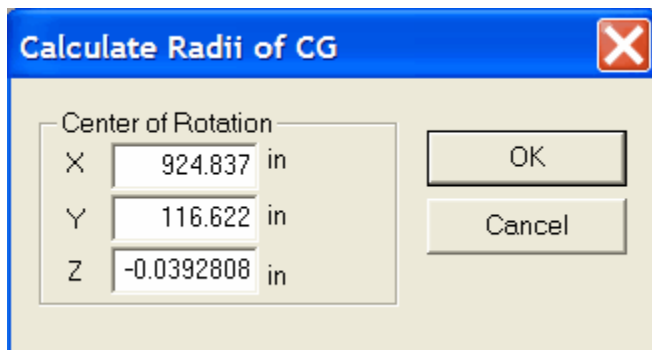 Calculate Radii of CG
Center of Rotation
X 924.837 in
Y 116.622 in
Z -0.0392808 in
OK
Cancel